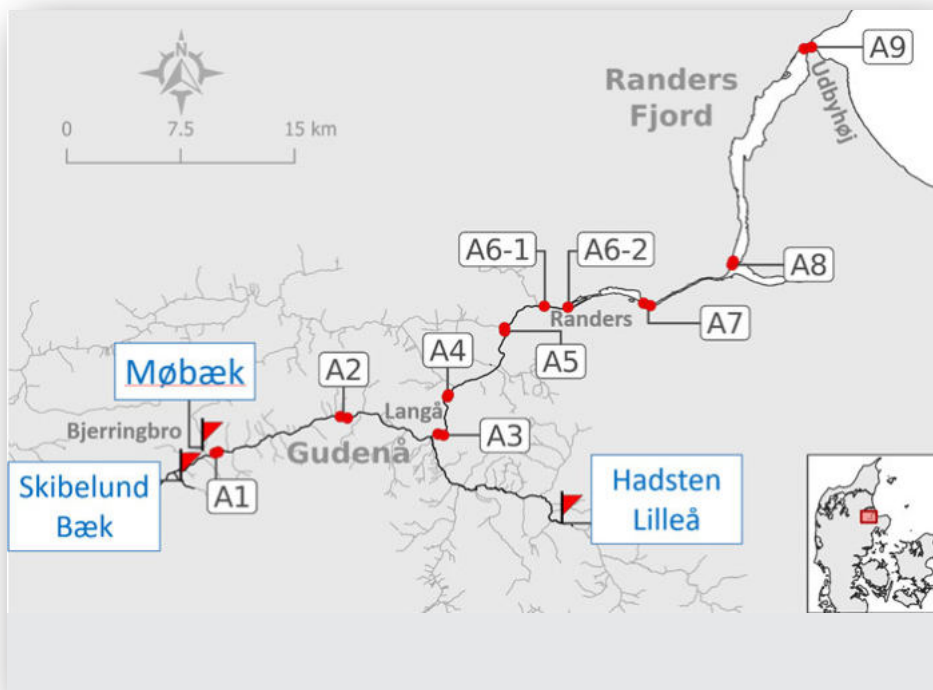 N
0
7.5
15 km
Randers
Fjord
A9
Udbyhøj
A6-1
A6-2
A8
Randers
A7
A5
A4
Møbæk
A2
Langå
Bjerringbro
Gudenå
A3
Skibelund
Bæk
A1
Hadsten
Lilleå